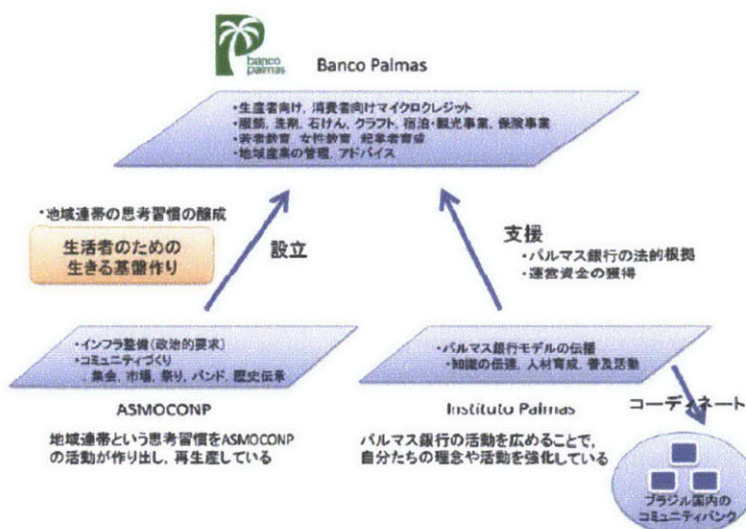 banco
palmas
Banco Palmas
・生産者向け、消費者向けマイクロクレジット
・服飾、洗剤、石けん、クラフト、宿泊・観光事業、保険事業
・若者教育、女性教育、起業者育成
・地域産業の管理、アドバイス
・地域連帯の思考習慣の醸成
生活者のための
生きる基盤作り
設立
支援
・パルマス銀行の法的根拠
・運営資金の獲得
・インフラ整備(政治的要求)
・コミュニティづくり
集会、市場、祭り、バンド、歴史伝承
ASMOCONP
地域連帯という思考習慣をASMOCONP
の活動が作り出し、再生産している
・パルマス銀行モデルの伝播
・知識の伝達、人材育成、普及活動
Instituto Palmas
パルマス銀行の活動を広めることで、
自分たちの理念や活動を強化している
コーディネート
ブラジル国内の
コミュニティバンク